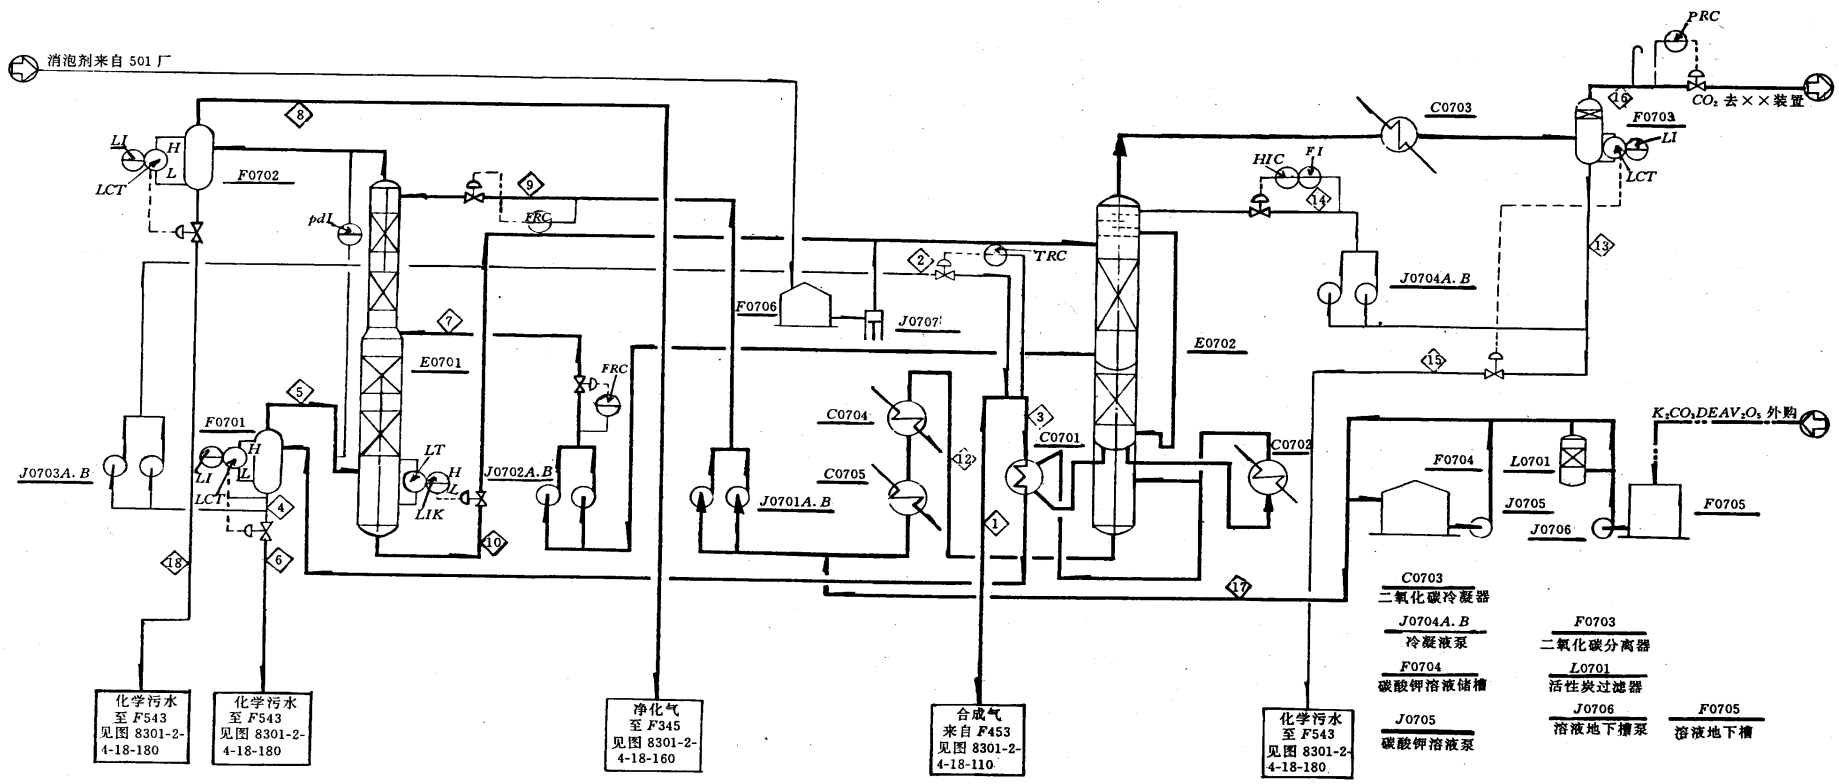 消泡剂来自 501 厂
PRC
CO₂ 去××装置
16
C0703
F0703
LI
LCT
8
LI
H
L
LCT
F0702
9
FRC
pdI
HIC
FI
14
13
2
TRC
J0704A.B
F0706
J0707
7
E0701
E0702
15
FRC
5
F0701
H
L
LI
LCT
J0703A.B
4
6
18
LT
H
L
LIK
10
J0702A.B
J0701A.B
C0704
C0705
12
3
C0701
1
C0702
17
K₂CO₃DEAV₂O₅ 外购
F0704
L0701
J0705
J0706
F0705
C0703
二氧化碳冷凝器
J0704A.B
冷凝液泵
F0703
二氧化碳分离器
F0704
碳酸钾溶液储槽
L0701
活性炭过滤器
J0705
碳酸钾溶液泵
J0706
溶液地下槽泵
F0705
溶液地下槽
化学污水
至 F543
见图 8301-2-
4-18-180
化学污水
至 F543
见图 8301-2-
4-18-180
净化气
至 F345
见图 8301-2-
4-18-160
合成气
来自 F453
见图 8301-2-
4-18-110
化学污水
至 F543
见图 8301-2-
4-18-180